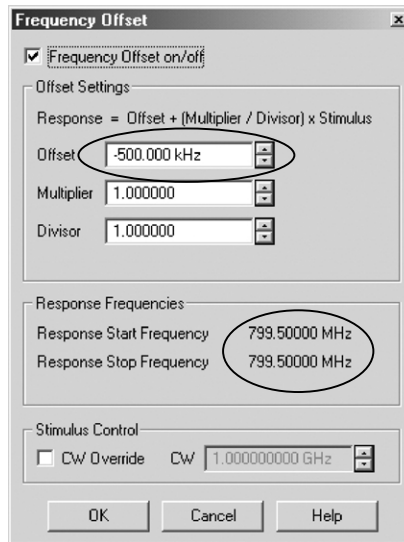 Frequency Offset
Frequency Offset on/off
Offset Settings
Response = Offset + (Multiplier / Divisor) x Stimulus
Offset -500.000 kHz
Multiplier 1.000000
Divisor 1.000000
Response Frequencies
Response Start Frequency 799.50000 MHz
Response Stop Frequency 799.50000 MHz
Stimulus Control
CW Override CW 1.000000000 GHz
OK Cancel Help